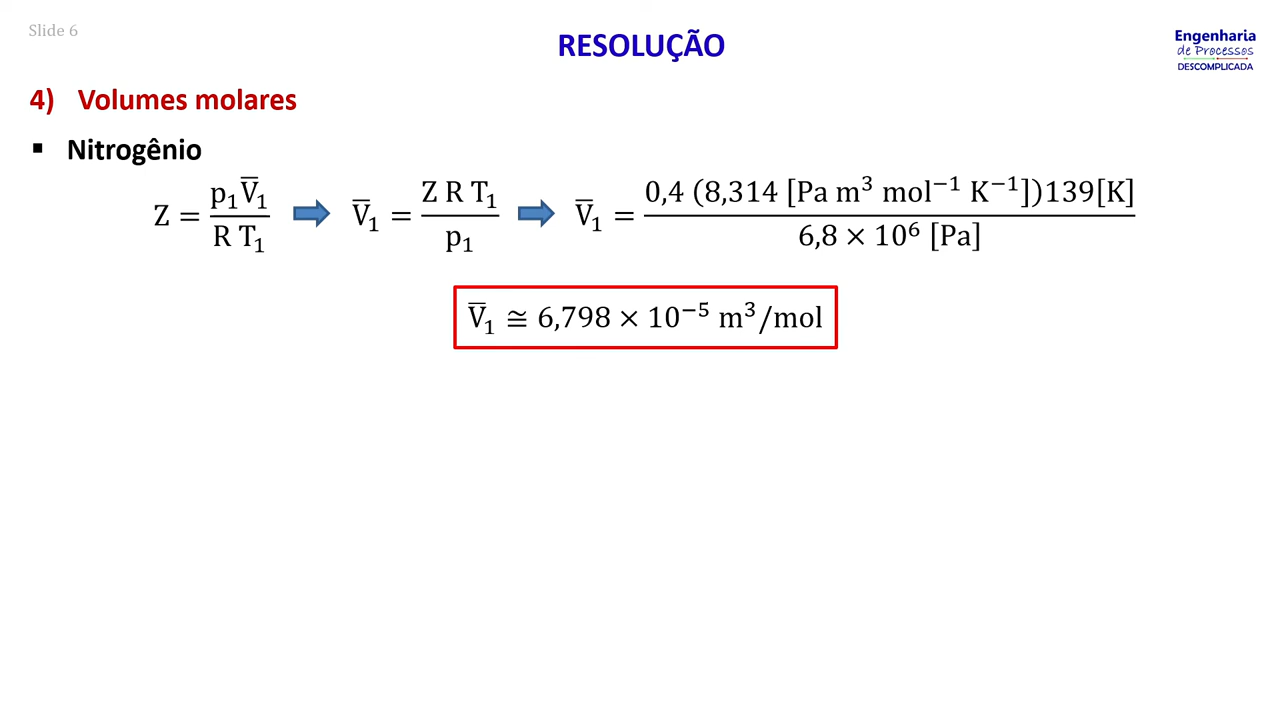 Slide 6
RESOLUÇÃO
Engenharia
de Processos
DESCOMPLICADA
4) Volumes molares
▪ Nitrogênio
Z = p₁V̅₁ / R T₁ ➡ V̅₁ = Z R T₁ / p₁ ➡ V̅₁ = 0,4 (8,314 [Pa m³ mol⁻¹ K⁻¹])139[K] / 6,8 × 10⁶ [Pa]
V̅₁ ≅ 6,798 × 10⁻⁵ m³/mol